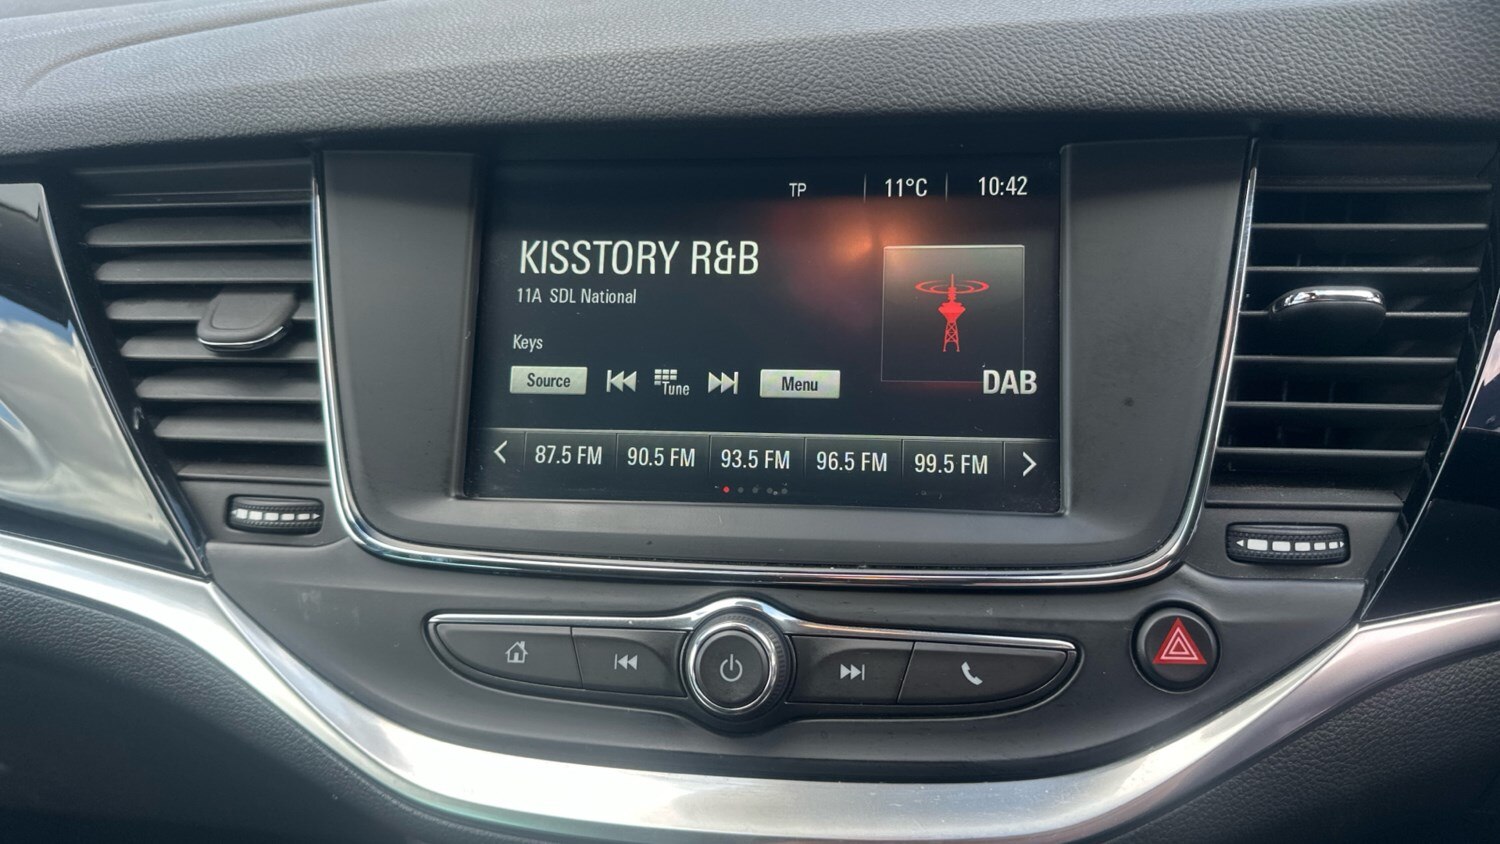 TP 11°C 10:42
KISSTORY R&B
11A SDL National
Keys
Source Tune Menu
DAB
87.5 FM 90.5 FM 93.5 FM 96.5 FM 99.5 FM